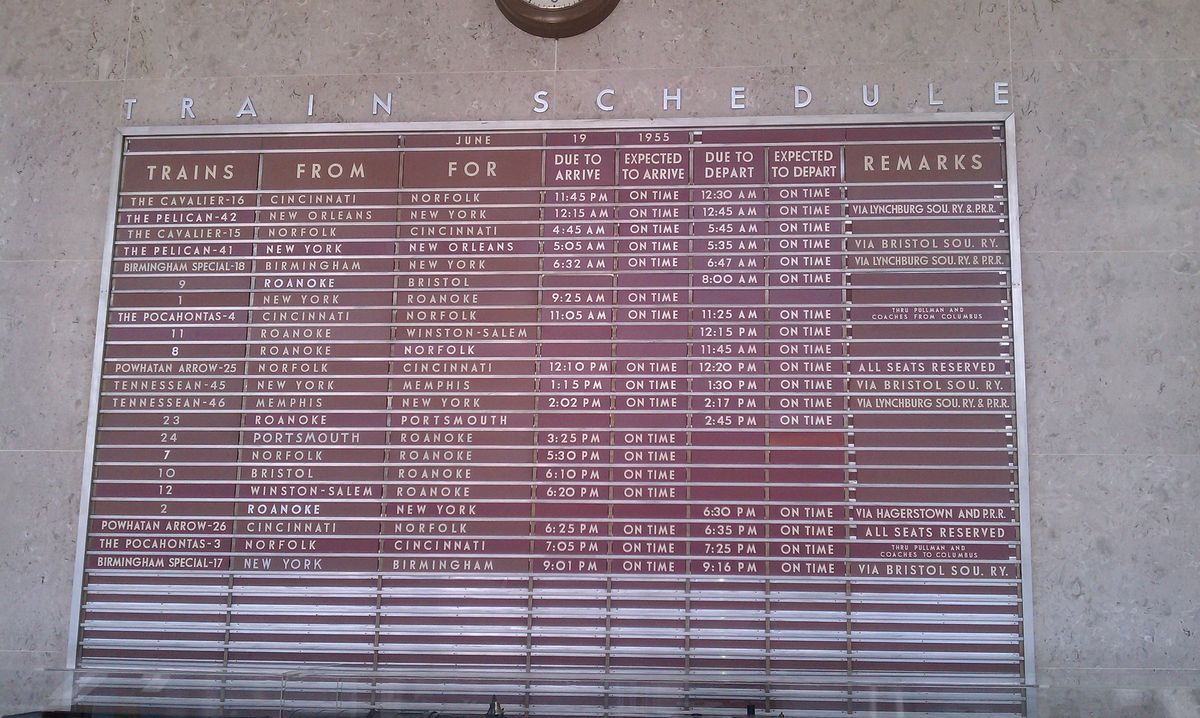 TRAIN SCHEDULE
JUNE 19 1955
TRAINS FROM FOR DUE TO ARRIVE EXPECTED TO ARRIVE DUE TO DEPART EXPECTED TO DEPART REMARKS
THE CAVALIER-16 CINCINNATI NORFOLK 11:45 PM ON TIME 12:30 AM ON TIME
THE PELICAN-42 NEW ORLEANS NEW YORK 12:15 AM ON TIME 12:45 AM ON TIME VIA LYNCHBURG SOU. RY. & P.R.R.
THE CAVALIER-15 NORFOLK CINCINNATI 4:45 AM ON TIME 5:45 AM ON TIME
THE PELICAN-41 NEW YORK NEW ORLEANS 5:05 AM ON TIME 5:35 AM ON TIME VIA BRISTOL SOU. RY.
BIRMINGHAM SPECIAL-18 BIRMINGHAM NEW YORK 6:32 AM ON TIME 6:47 AM ON TIME VIA LYNCHBURG SOU. RY. & P.R.R.
9 ROANOKE BRISTOL 8:00 AM ON TIME
1 NEW YORK ROANOKE 9:25 AM ON TIME
THE POCAHONTAS-4 CINCINNATI NORFOLK 11:05 AM ON TIME 11:25 AM ON TIME THRU PULLMAN AND COACHES FROM COLUMBUS
11 ROANOKE WINSTON-SALEM 12:15 PM ON TIME
8 ROANOKE NORFOLK 11:45 AM ON TIME
POWHATAN ARROW-25 NORFOLK CINCINNATI 12:10 PM ON TIME 12:20 PM ON TIME ALL SEATS RESERVED
TENNESSEAN-45 NEW YORK MEMPHIS 1:15 PM ON TIME 1:30 PM ON TIME VIA BRISTOL SOU. RY.
TENNESSEAN-46 MEMPHIS NEW YORK 2:02 PM ON TIME 2:17 PM ON TIME VIA LYNCHBURG SOU. RY. & P.R.R.
23 ROANOKE PORTSMOUTH 2:45 PM ON TIME
24 PORTSMOUTH ROANOKE 3:25 PM ON TIME
7 NORFOLK ROANOKE 5:30 PM ON TIME
10 BRISTOL ROANOKE 6:10 PM ON TIME
12 WINSTON-SALEM ROANOKE 6:20 PM ON TIME
2 ROANOKE NEW YORK 6:30 PM ON TIME VIA HAGERSTOWN AND P.R.R.
POWHATAN ARROW-26 CINCINNATI NORFOLK 6:25 PM ON TIME 6:35 PM ON TIME ALL SEATS RESERVED
THE POCAHONTAS-3 NORFOLK CINCINNATI 7:05 PM ON TIME 7:25 PM ON TIME THRU PULLMAN AND COACHES TO COLUMBUS
BIRMINGHAM SPECIAL-17 NEW YORK BIRMINGHAM 9:01 PM ON TIME 9:16 PM ON TIME VIA BRISTOL SOU. RY.